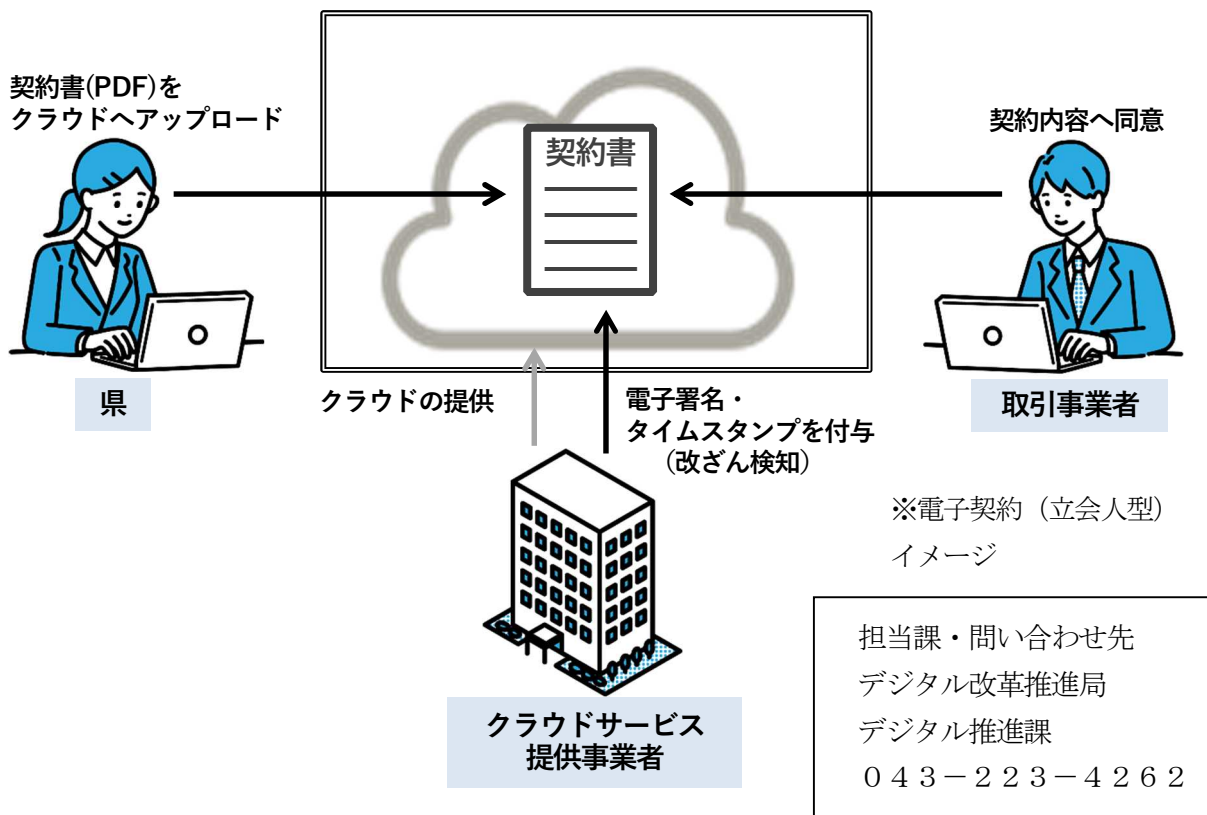 契約書(PDF)を
クラウドへアップロード
契約書
契約内容へ同意
県
クラウドの提供
電子署名・
タイムスタンプを付与
（改ざん検知）
取引事業者
クラウドサービス
提供事業者
※電子契約（立会人型）
イメージ
担当課・問い合わせ先
デジタル改革推進局
デジタル推進課
０４３－２２３－４２６２